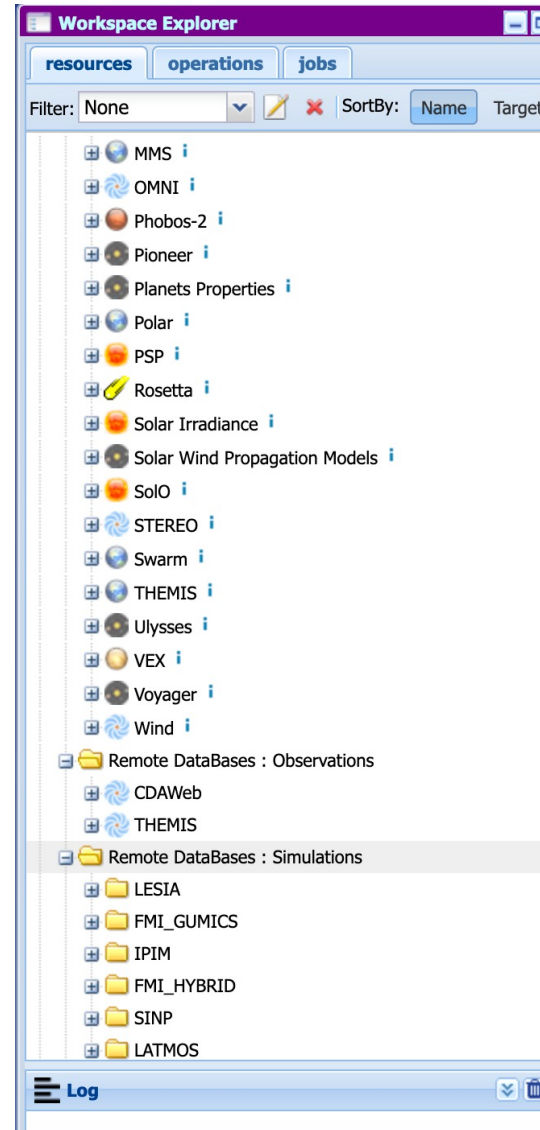 Workspace Explorer
resources operations jobs
Filter: None SortBy: Name Target
MMS i
OMNI i
Phobos-2 i
Pioneer i
Planets Properties i
Polar i
PSP i
Rosetta i
Solar Irradiance i
Solar Wind Propagation Models i
SolO i
STEREO i
Swarm i
THEMIS i
Ulysses i
VEX i
Voyager i
Wind i
Remote DataBases : Observations
CDAWeb
THEMIS
Remote DataBases : Simulations
LESIA
FMI_GUMICS
IPIM
FMI_HYBRID
SINP
LATMOS
Log